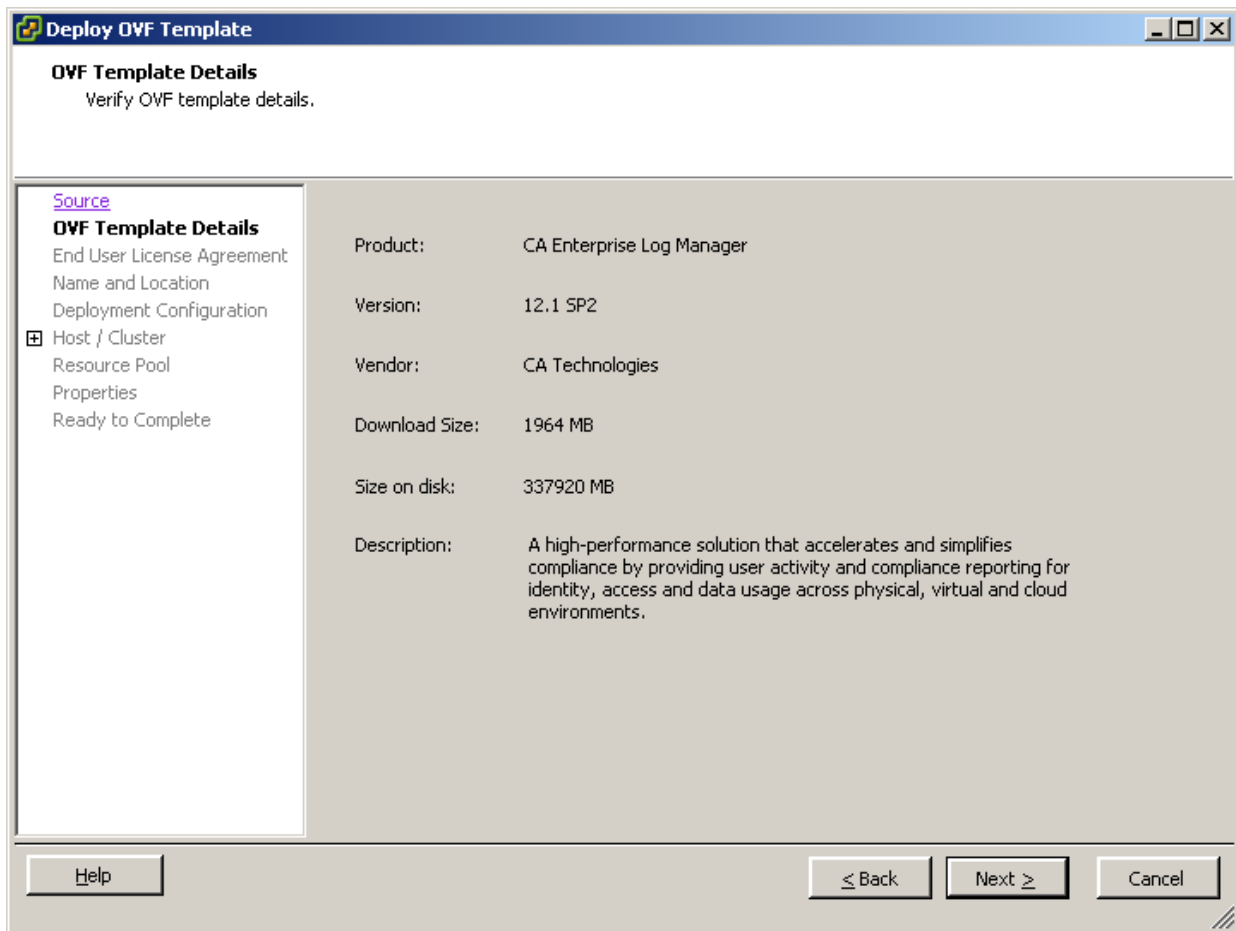 Deploy OVF Template
OVF Template Details
Verify OVF template details.
Source
OVF Template Details
End User License Agreement
Name and Location
Deployment Configuration
Host / Cluster
Resource Pool
Properties
Ready to Complete
Product: CA Enterprise Log Manager
Version: 12.1 SP2
Vendor: CA Technologies
Download Size: 1964 MB
Size on disk: 337920 MB
Description: A high-performance solution that accelerates and simplifies
compliance by providing user activity and compliance reporting for
identity, access and data usage across physical, virtual and cloud
environments.
Help
< Back
Next >
Cancel